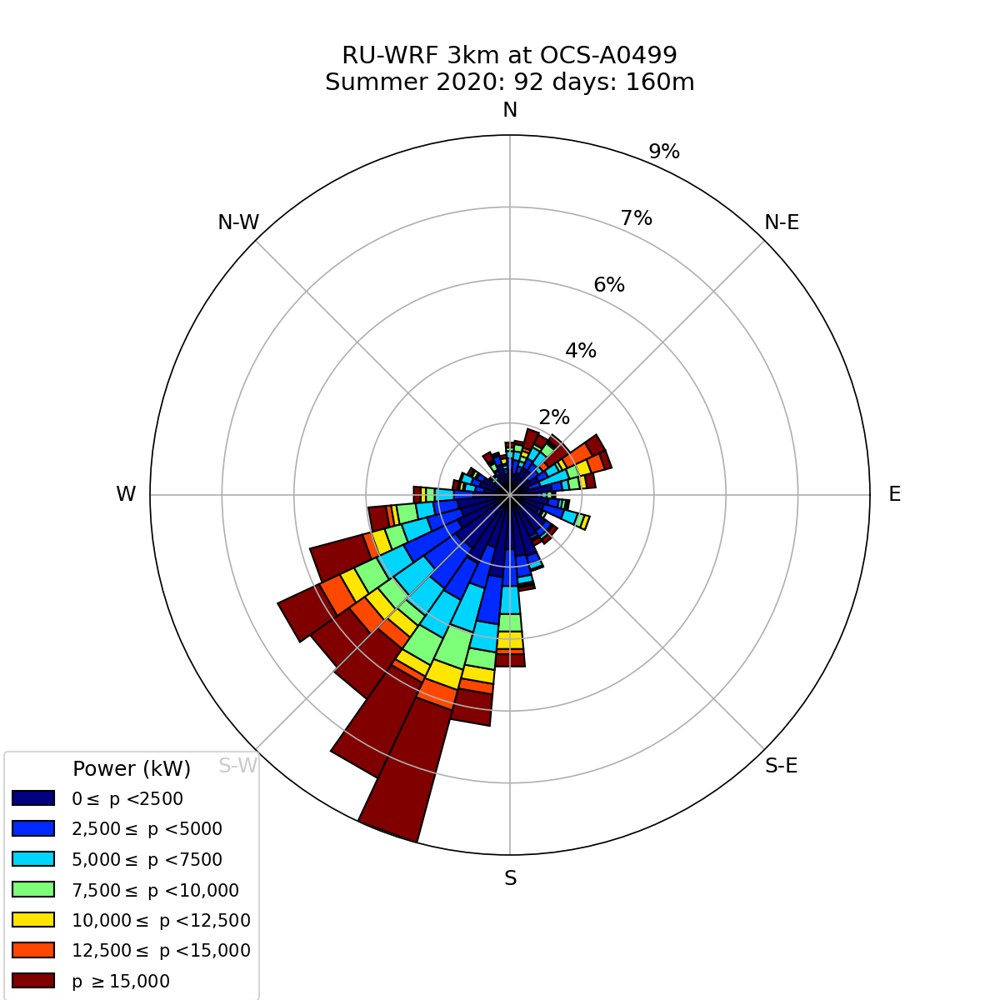 RU-WRF 3km at OCS-A0499
Summer 2020: 92 days: 160m
N
9%
N-W
7%
N-E
6%
4%
2%
W
E
S-W
S-E
S
Power (kW)
0≤ p <2500
2,500≤ p <5000
5,000≤ p <7500
7,500≤ p <10,000
10,000≤ p <12,500
12,500≤ p <15,000
p ≥15,000